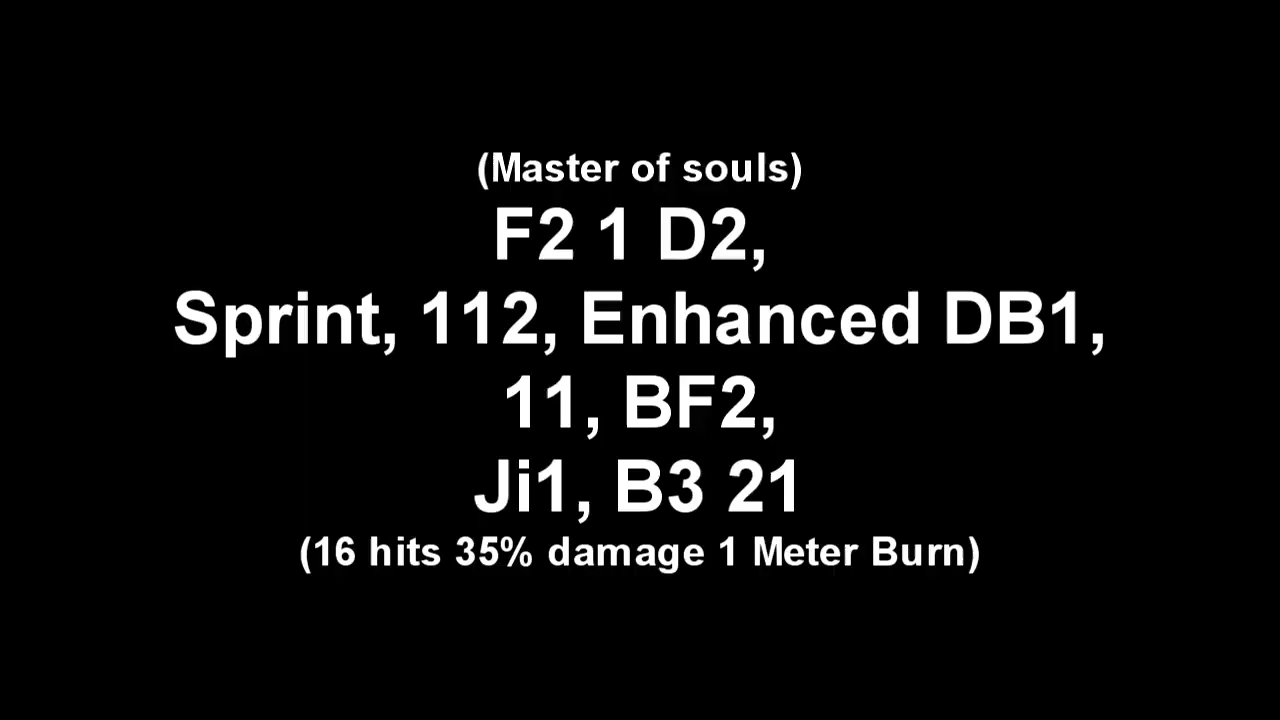 (Master of souls)
F2 1 D2,
Sprint, 112, Enhanced DB1,
11, BF2,
Ji1, B3 21
(16 hits 35% damage 1 Meter Burn)